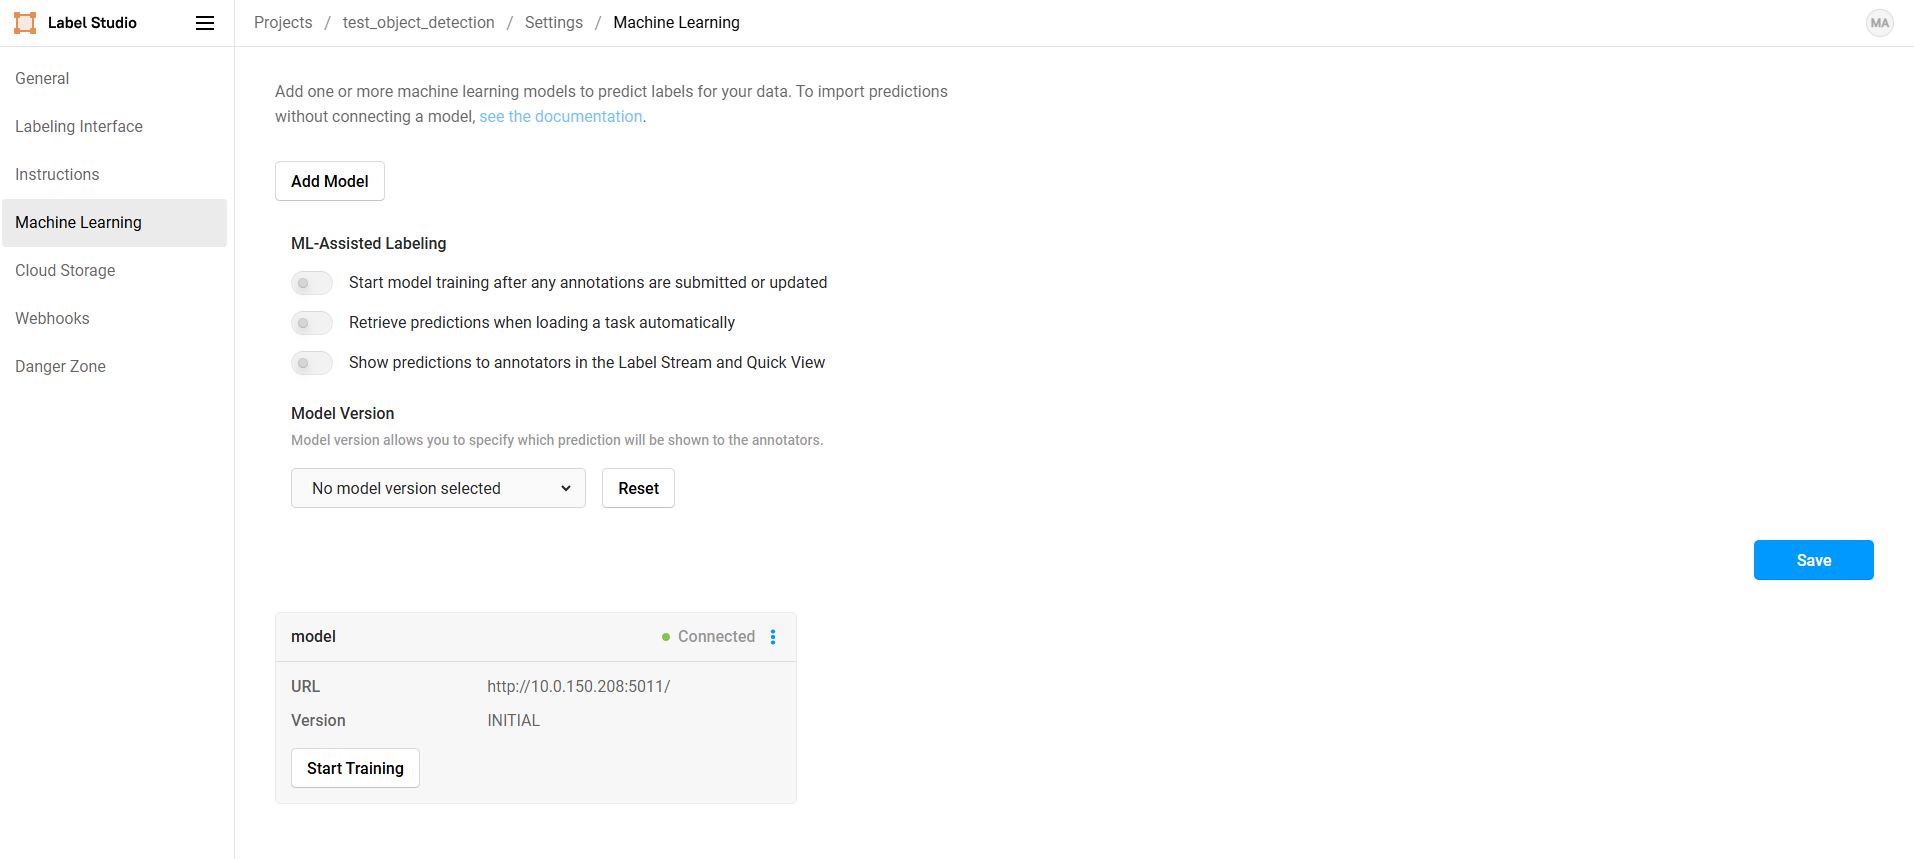 Label Studio
Projects / test_object_detection / Settings / Machine Learning
MA
General
Labeling Interface
Instructions
Machine Learning
Cloud Storage
Webhooks
Danger Zone
Add one or more machine learning models to predict labels for your data. To import predictions
without connecting a model, see the documentation.
Add Model
ML-Assisted Labeling
Start model training after any annotations are submitted or updated
Retrieve predictions when loading a task automatically
Show predictions to annotators in the Label Stream and Quick View
Model Version
Model version allows you to specify which prediction will be shown to the annotators.
No model version selected
Reset
Save
model
Connected
URL http://10.0.150.208:5011/
Version INITIAL
Start Training